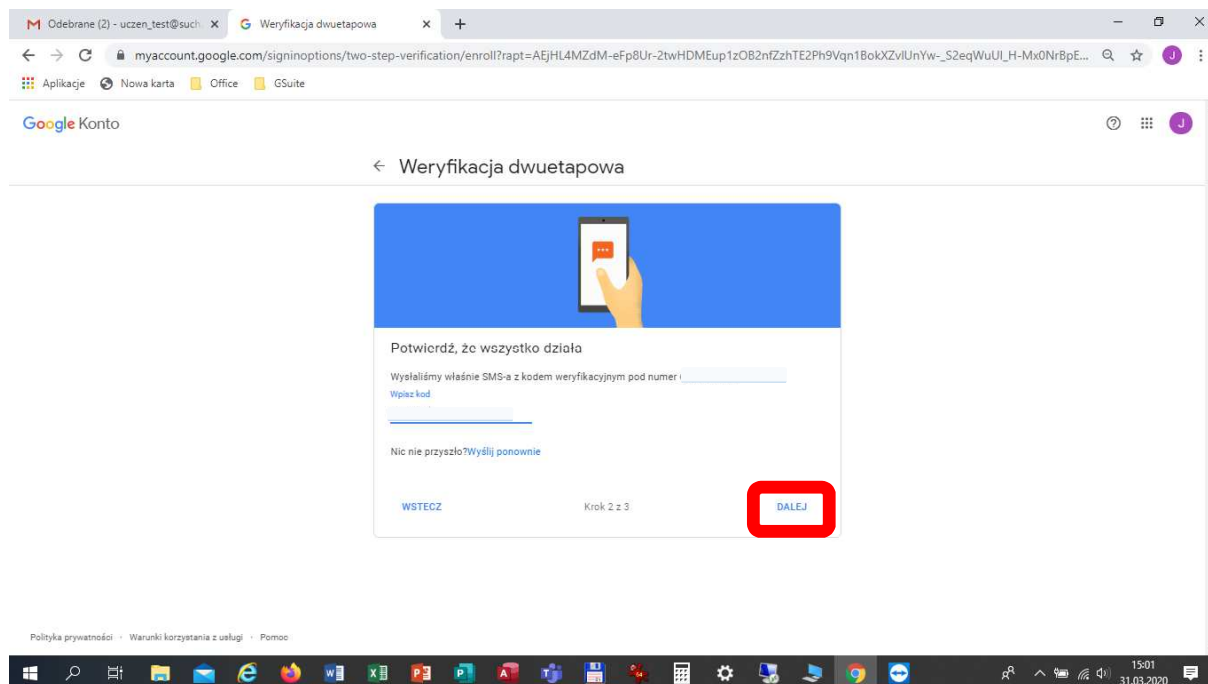 Odebrane (2) - uczen_test@such
Weryfikacja dwuetapowa
myaccount.google.com/signinoptions/two-step-verification/enroll?rapt=AEjHL4MZdM-eFp8Ur-2twHDMEup1zOB2nfZzhTE2Ph9Vqn1BokXZvlUnYw-_S2eqWuUl_H-Mx0NrBpE...
Aplikacje Nowa karta Office GSuite
Google Konto
J
Weryfikacja dwuetapowa
Potwierdź, że wszystko działa
Wysłaliśmy właśnie SMS-a z kodem weryfikacyjnym pod numer
Wpisz kod
Nic nie przyszło?Wyślij ponownie
WSTECZ Krok 2 z 3 DALEJ
Polityka prywatności · Warunki korzystania z usługi · Pomoc
15:01
31.03.2020